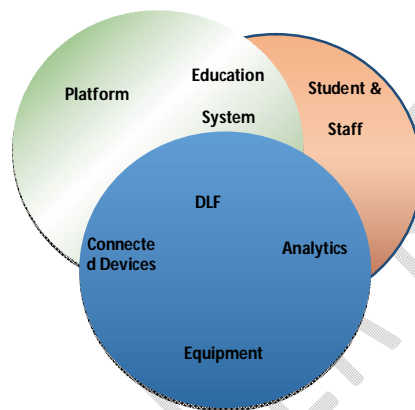 Education
Platform
System
Student &
Staff
DLF
Connecte
d Devices
Analytics
Equipment